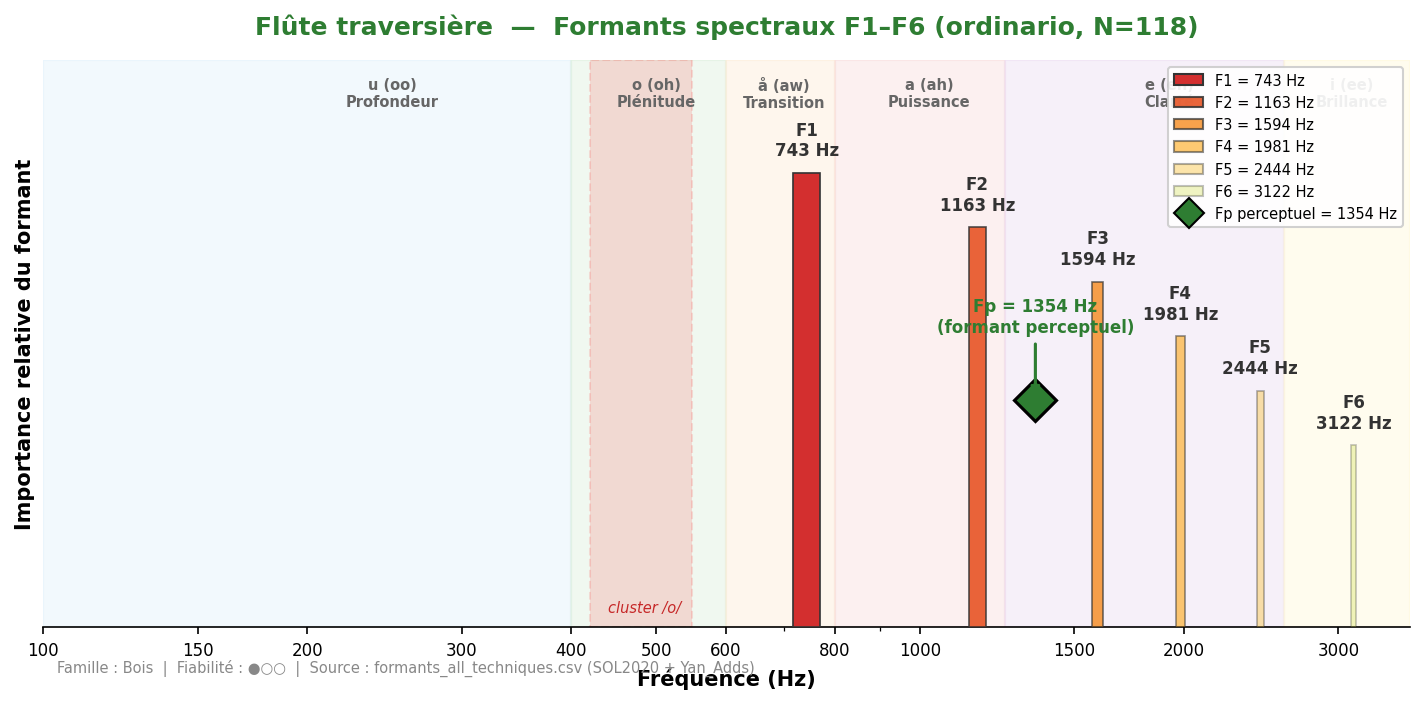 Flûte traversière — Formants spectraux F1–F6 (ordinario, N=118)
u (oo)
Profondeur
o (oh)
Plénitude
å (aw)
Transition
a (ah)
Puissance
e (
Cla
i (ee)
Brillance
F1 = 743 Hz
F2 = 1163 Hz
F3 = 1594 Hz
F4 = 1981 Hz
F5 = 2444 Hz
F6 = 3122 Hz
Fp perceptuel = 1354 Hz
F1
743 Hz
F2
1163 Hz
F3
1594 Hz
F4
1981 Hz
F5
2444 Hz
F6
3122 Hz
Fp = 1354 Hz
(formant perceptuel)
cluster /o/
Importance relative du formant
100 150 200 300 400 500 600 800 1000 1500 2000 3000
Famille : Bois | Fiabilité : ●○○ | Source : formants_all_techniques.csv (SOL2020 + Yan_Adds)
Fréquence (Hz)